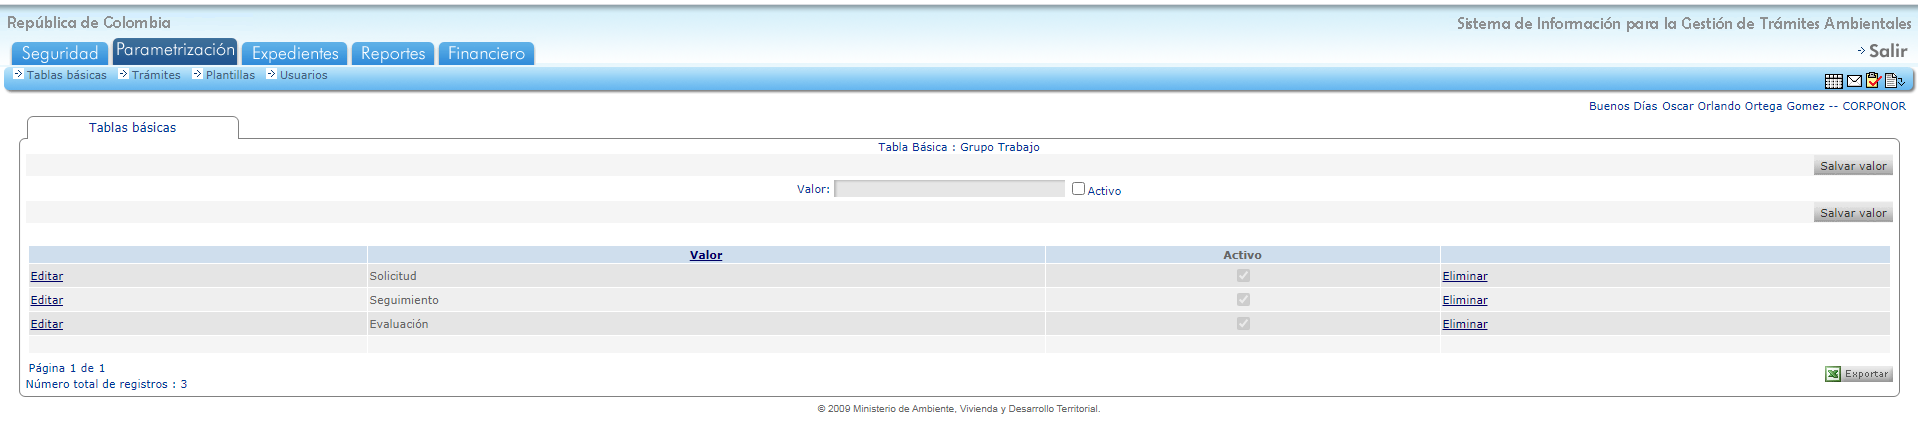 República de Colombia
Sistema de Información para la Gestión de Trámites Ambientales
Seguridad Parametrización Expedientes Reportes Financiero
Salir
Tablas básicas Trámites Plantillas Usuarios
Buenos Días Oscar Orlando Ortega Gomez -- CORPONOR
Tablas básicas
Tabla Básica : Grupo Trabajo
Salvar valor
Valor: Activo
Salvar valor
Valor Activo
Editar Solicitud Eliminar
Editar Seguimiento Eliminar
Editar Evaluación Eliminar
Página 1 de 1
Número total de registros : 3
Exportar
© 2009 Ministerio de Ambiente, Vivienda y Desarrollo Territorial.